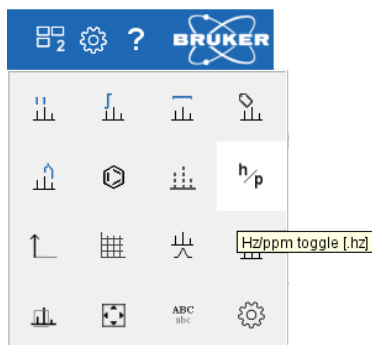 2 ? BRUKER
h/p
Hz/ppm toggle [.hz]
ABC
abc